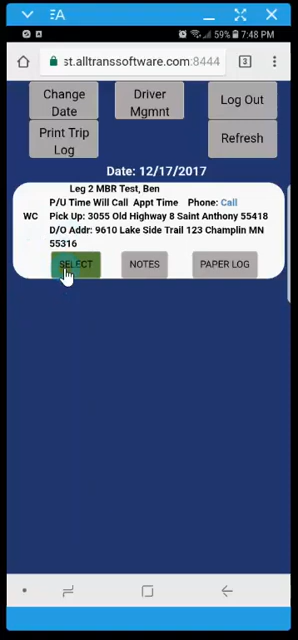 59% 7:48 PM
st.alltranssoftware.com:8444
3
Change Date
Driver Mgmnt
Log Out
Print Trip Log
Refresh
Date: 12/17/2017
Leg 2 MBR Test, Ben
P/U Time Will Call Appt Time Phone: Call
WC Pick Up: 3055 Old Highway 8 Saint Anthony 55418
D/O Addr: 9610 Lake Side Trail 123 Champlin MN
55316
SELECT NOTES PAPER LOG